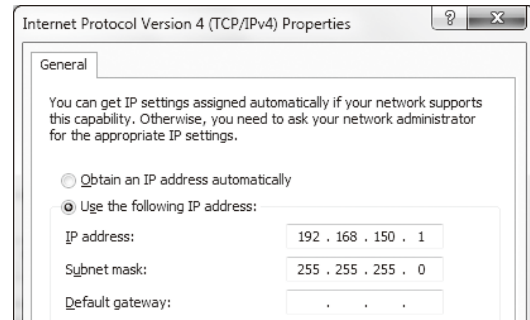 Internet Protocol Version 4 (TCP/IPv4) Properties
?
General
You can get IP settings assigned automatically if your network supports
this capability. Otherwise, you need to ask your network administrator
for the appropriate IP settings.
Obtain an IP address automatically
Use the following IP address:
IP address: 192 . 168 . 150 . 1
Subnet mask: 255 . 255 . 255 . 0
Default gateway: . . .